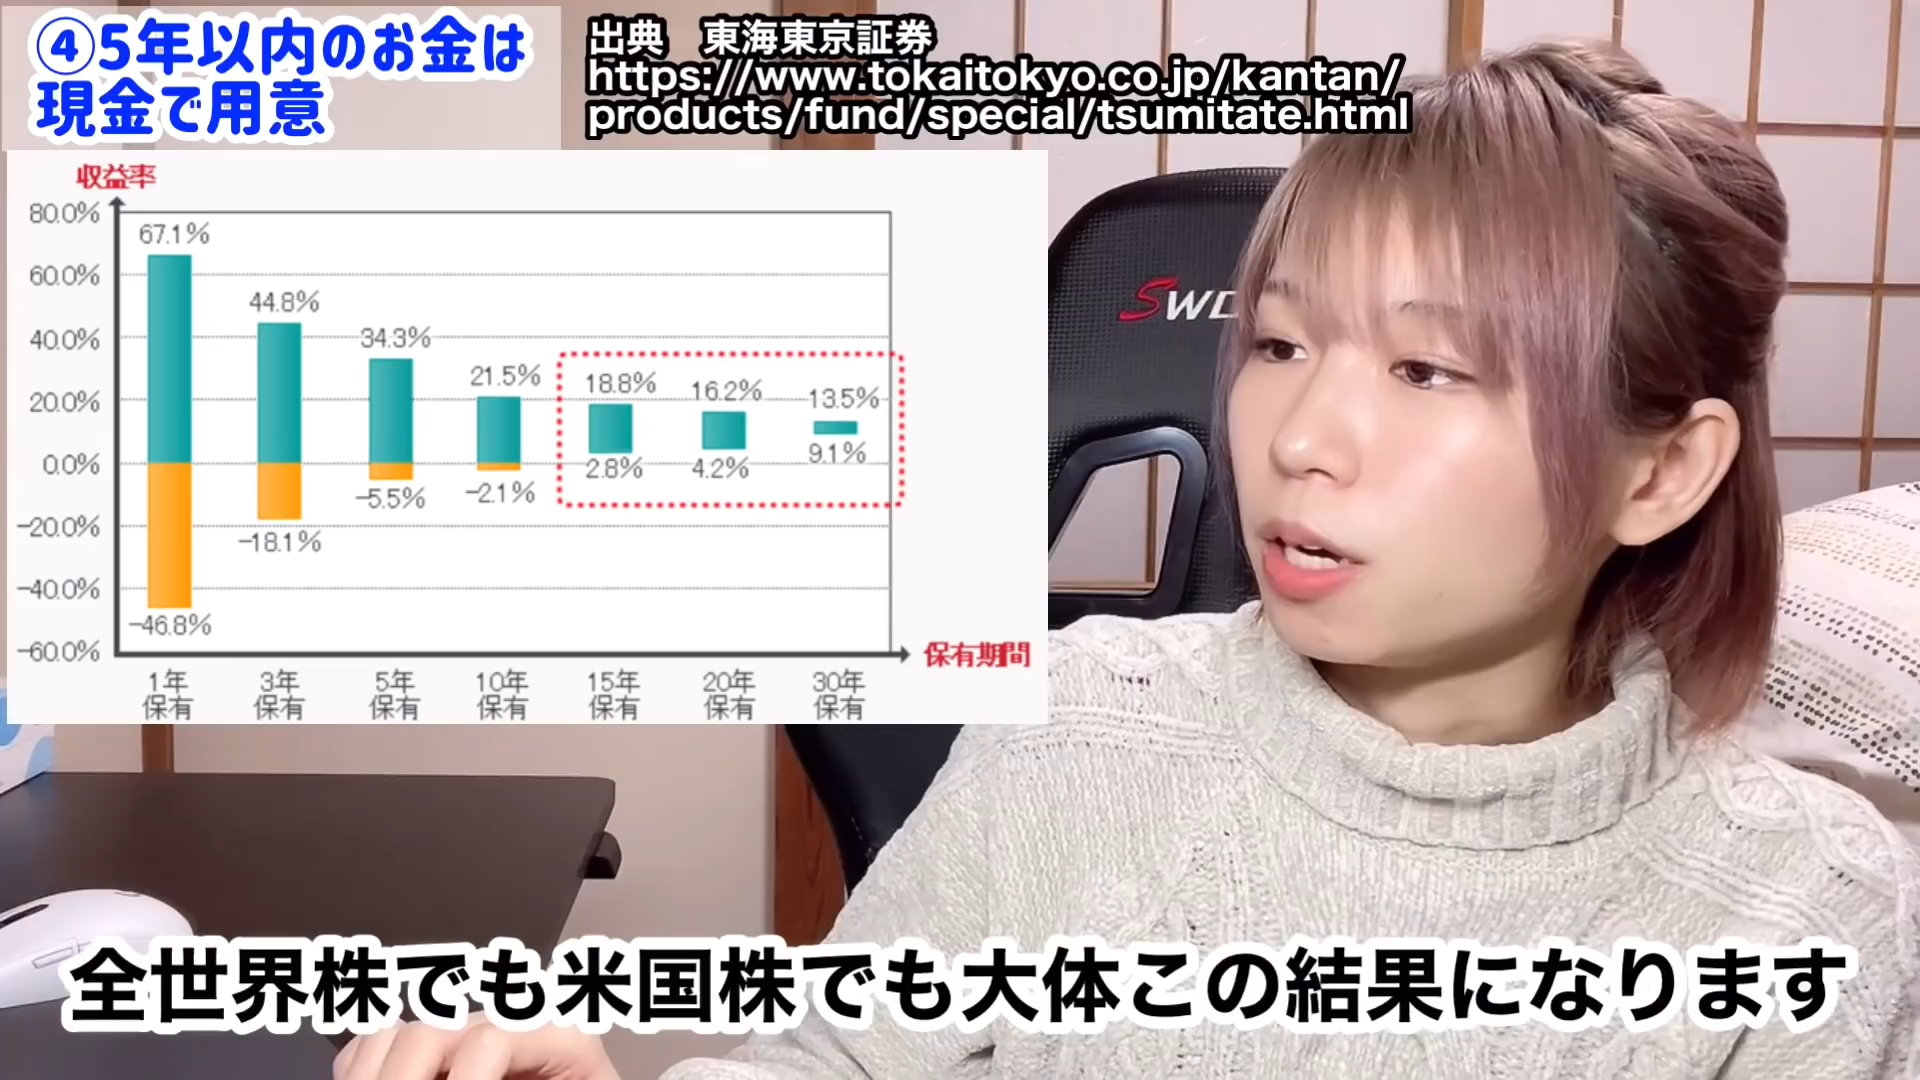 ④5年以内のお金は
現金で用意
出典　東海東京証券
https://www.tokaitokyo.co.jp/kantan/
products/fund/special/tsumitate.html
収益率
80.0%
60.0%
40.0%
20.0%
0.0%
−20.0%
−40.0%
−60.0%
67.1%
−46.8%
44.8%
−18.1%
34.3%
−5.5%
21.5%
−2.1%
18.8%
2.8%
16.2%
4.2%
13.5%
9.1%
1年
保有
3年
保有
5年
保有
10年
保有
15年
保有
20年
保有
30年
保有
保有期間
全世界株でも米国株でも大体この結果になります